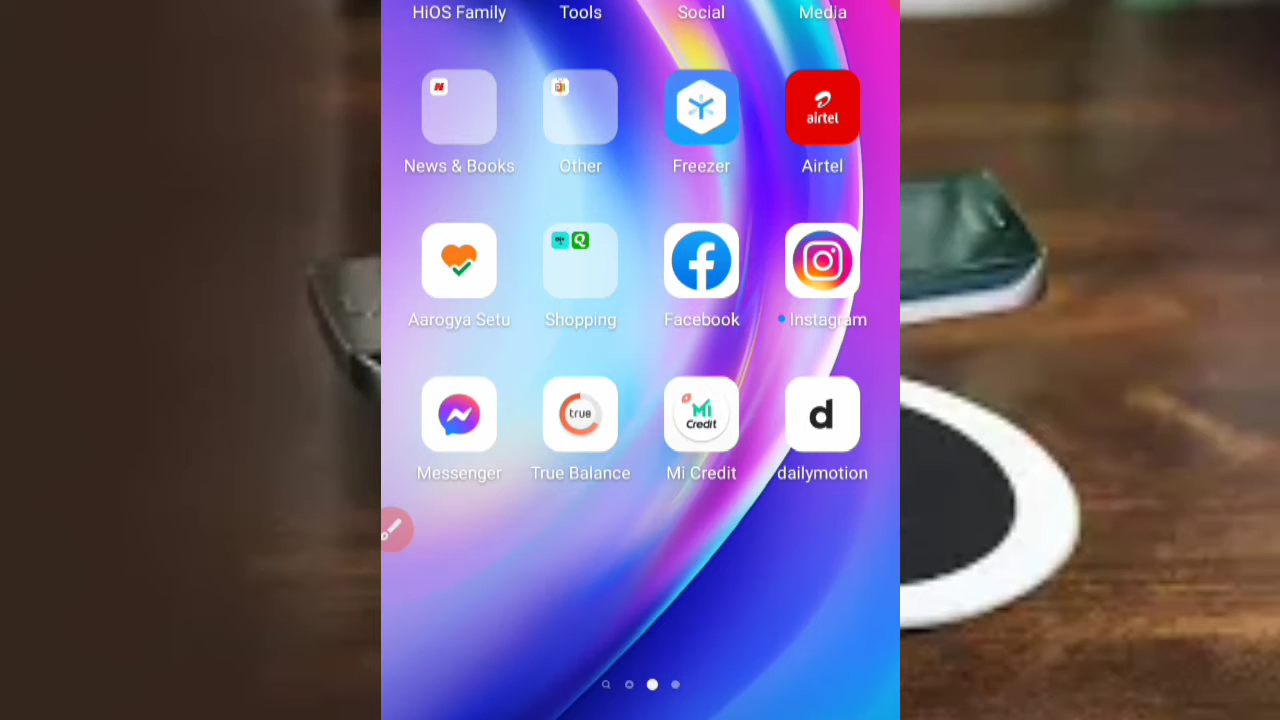 HiOS Family Tools Social Media
airtel
News & Books Other Freezer Airtel
Aarogya Setu Shopping Facebook Instagram
true Mi Credit d
Messenger True Balance Mi Credit dailymotion